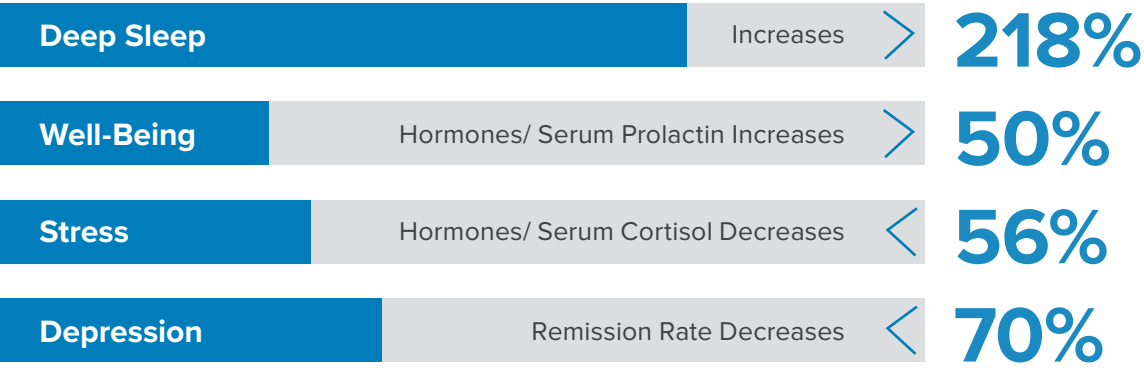 Deep Sleep Increases 218%
Well-Being Hormones/ Serum Prolactin Increases 50%
Stress Hormones/ Serum Cortisol Decreases 56%
Depression Remission Rate Decreases 70%